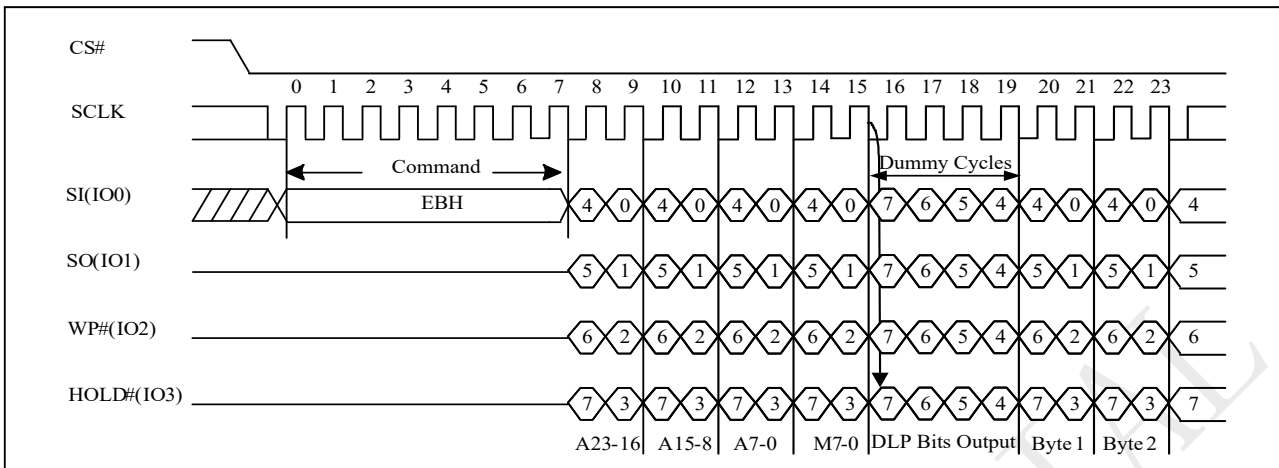 CS#
0 1 2 3 4 5 6 7 8 9 10 11 12 13 14 15 16 17 18 19 20 21 22 23
SCLK
Command Dummy Cycles
SI(IO0) EBH 4 0 4 0 4 0 4 0 7 6 5 4 4 0 4 0 4
SO(IO1) 5 1 5 1 5 1 5 1 7 6 5 4 5 1 5 1 5
WP#(IO2) 6 2 6 2 6 2 6 2 7 6 5 4 6 2 6 2 6
HOLD#(IO3) 7 3 7 3 7 3 7 3 7 6 5 4 7 3 7 3 7
A23-16 A15-8 A7-0 M7-0 DLP Bits Output Byte1 Byte2